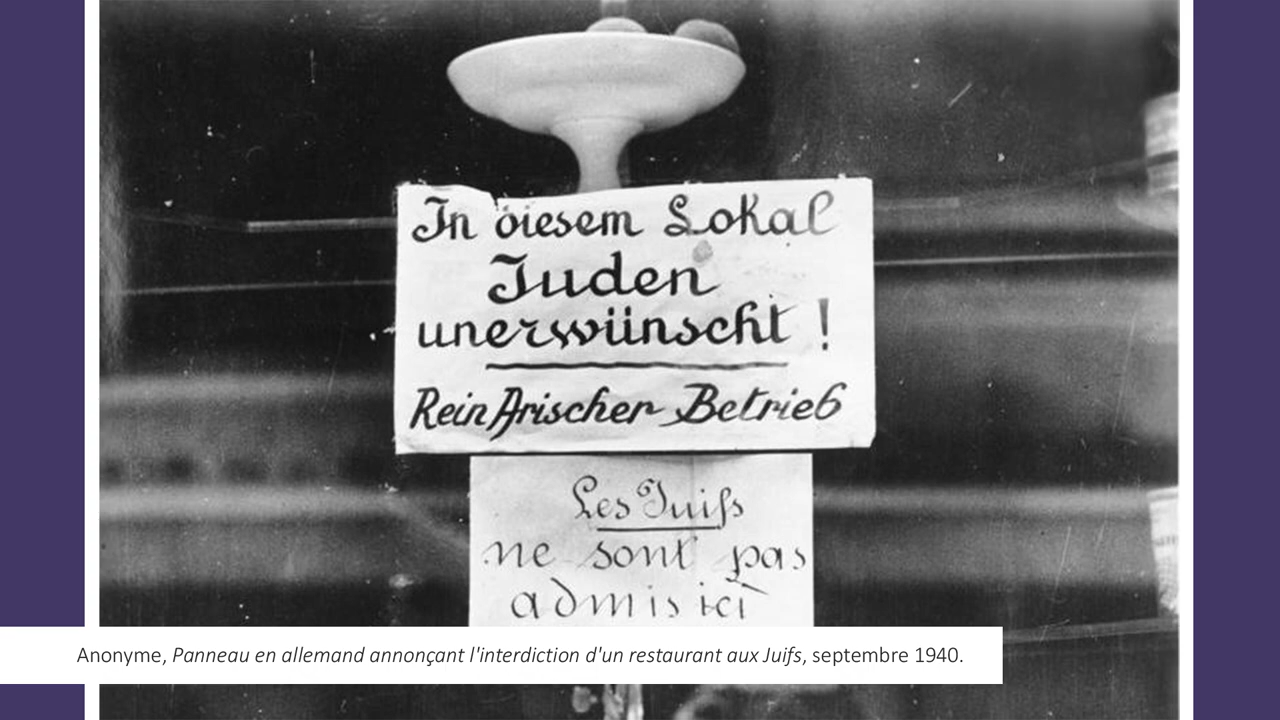 In diesem Lokal
Juden
unerwünscht !
Rein Arischer Betrieb
Les Juifs
ne sont pas
admis ici
Anonyme, Panneau en allemand annonçant l'interdiction d'un restaurant aux Juifs, septembre 1940.